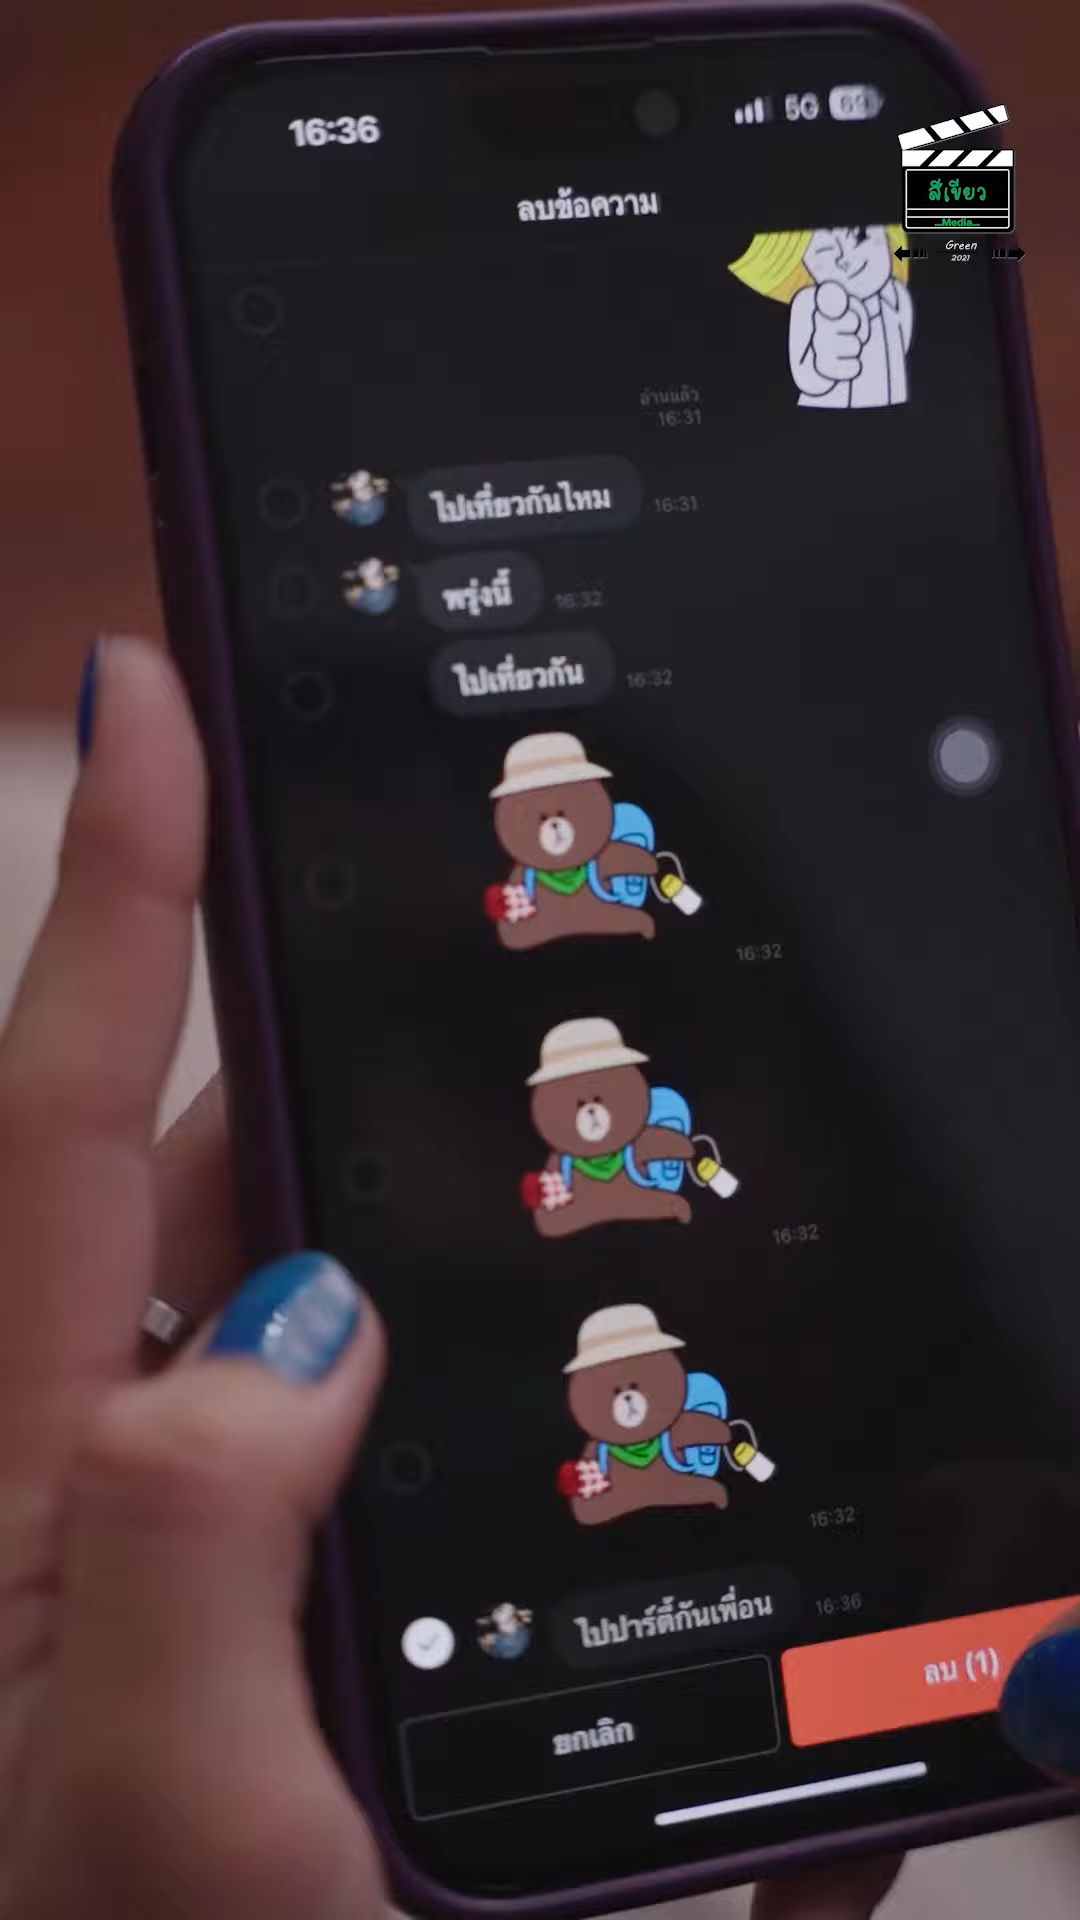 16:36
5G 69
สีเขียว
...Media...
Green
2021
ลบข้อความ
อ่านแล้ว
16:31
ไปเที่ยวกันไหม 16:31
พรุ่งนี้ 16:32
ไปเที่ยวกัน 16:32
16:32
16:32
16:32
ไปปาร์ตี้กันเพื่อน 16:36
ยกเลิก
ลบ (1)